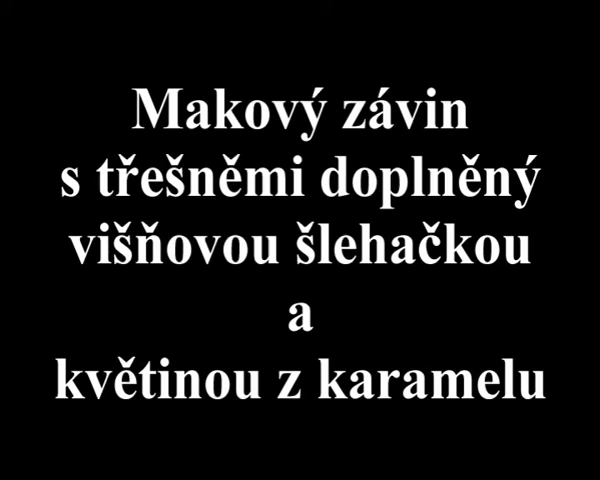 Makový závin
s třešněmi doplněný
višňovou šlehačkou
a
květinou z karamelu